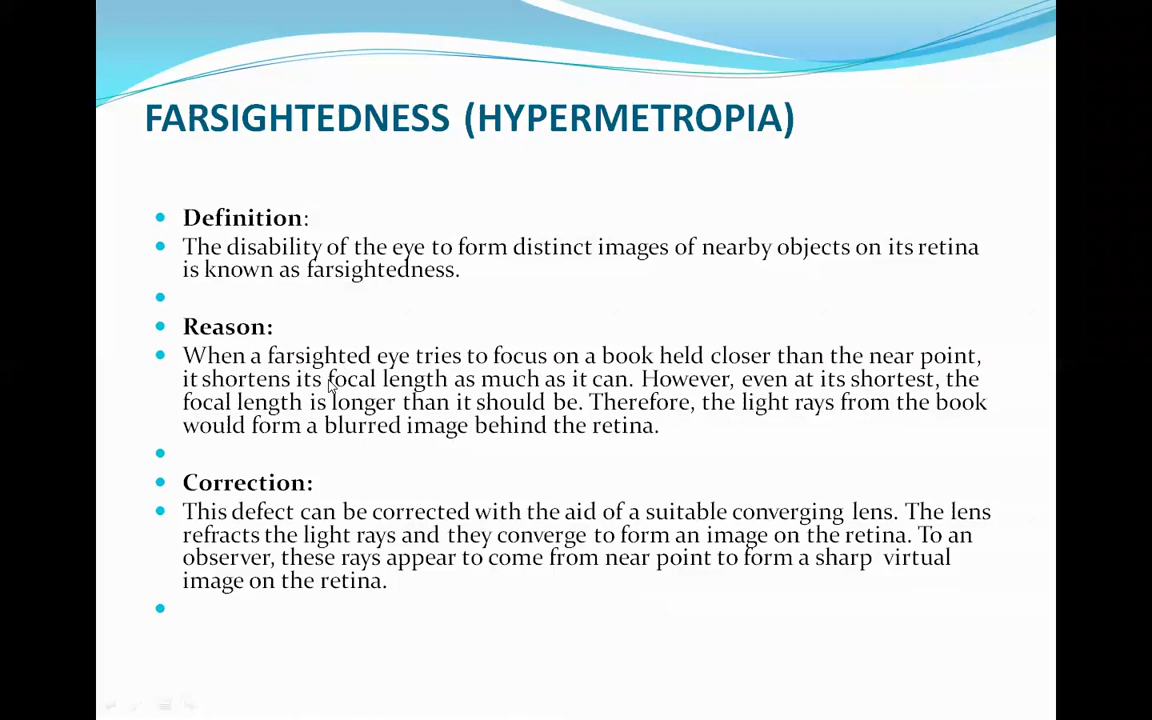 FARSIGHTEDNESS (HYPERMETROPIA)
Definition:
The disability of the eye to form distinct images of nearby objects on its retina
is known as farsightedness.
Reason:
When a farsighted eye tries to focus on a book held closer than the near point,
it shortens its focal length as much as it can. However, even at its shortest, the
focal length is longer than it should be. Therefore, the light rays from the book
would form a blurred image behind the retina.
Correction:
This defect can be corrected with the aid of a suitable converging lens. The lens
refracts the light rays and they converge to form an image on the retina. To an
observer, these rays appear to come from near point to form a sharp virtual
image on the retina.